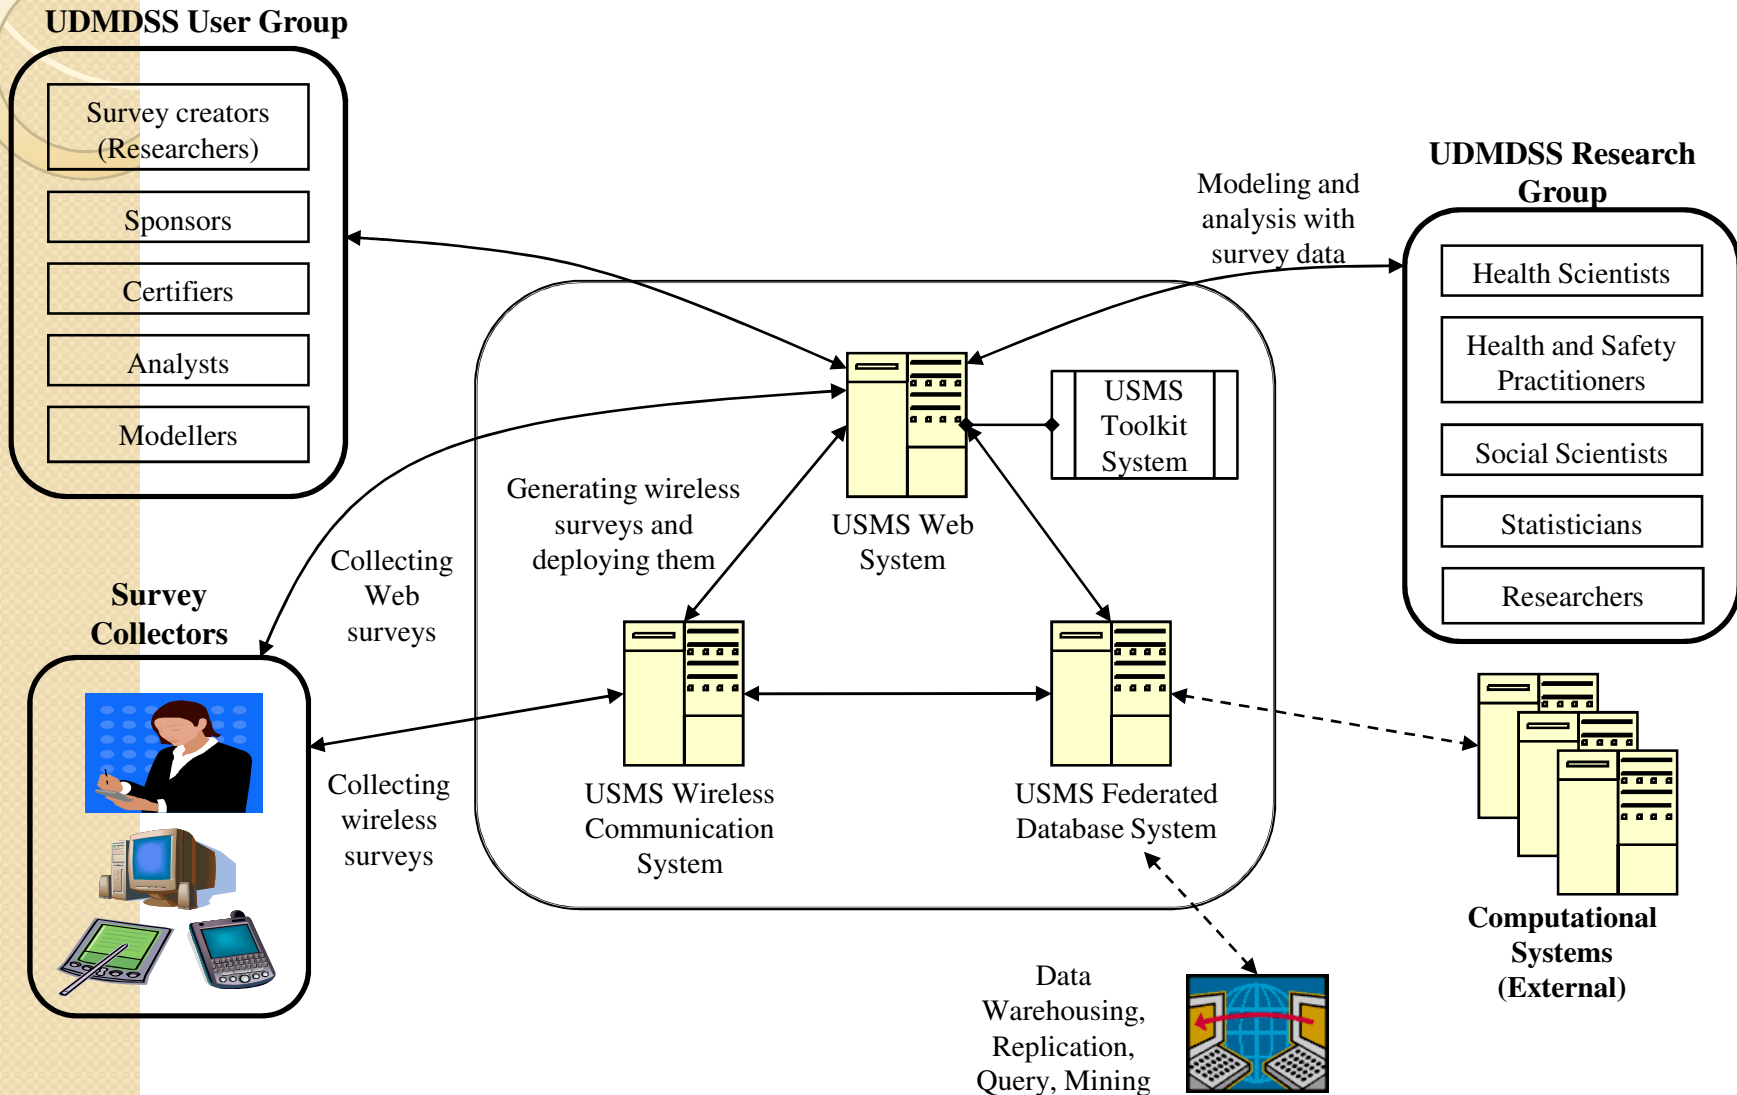 UDMDSS User Group
Survey creators
(Researchers)
Sponsors
Certifiers
Analysts
Modellers
UDMDSS Research
Group
Modeling and
analysis with
survey data
Health Scientists
Health and Safety
Practitioners
Social Scientists
Statisticians
Researchers
USMS
Toolkit
System
USMS Web
System
Generating wireless
surveys and
deploying them
Collecting
Web
surveys
Survey
Collectors
Collecting
wireless
surveys
USMS Wireless
Communication
System
USMS Federated
Database System
Computational
Systems
(External)
Data
Warehousing,
Replication,
Query, Mining